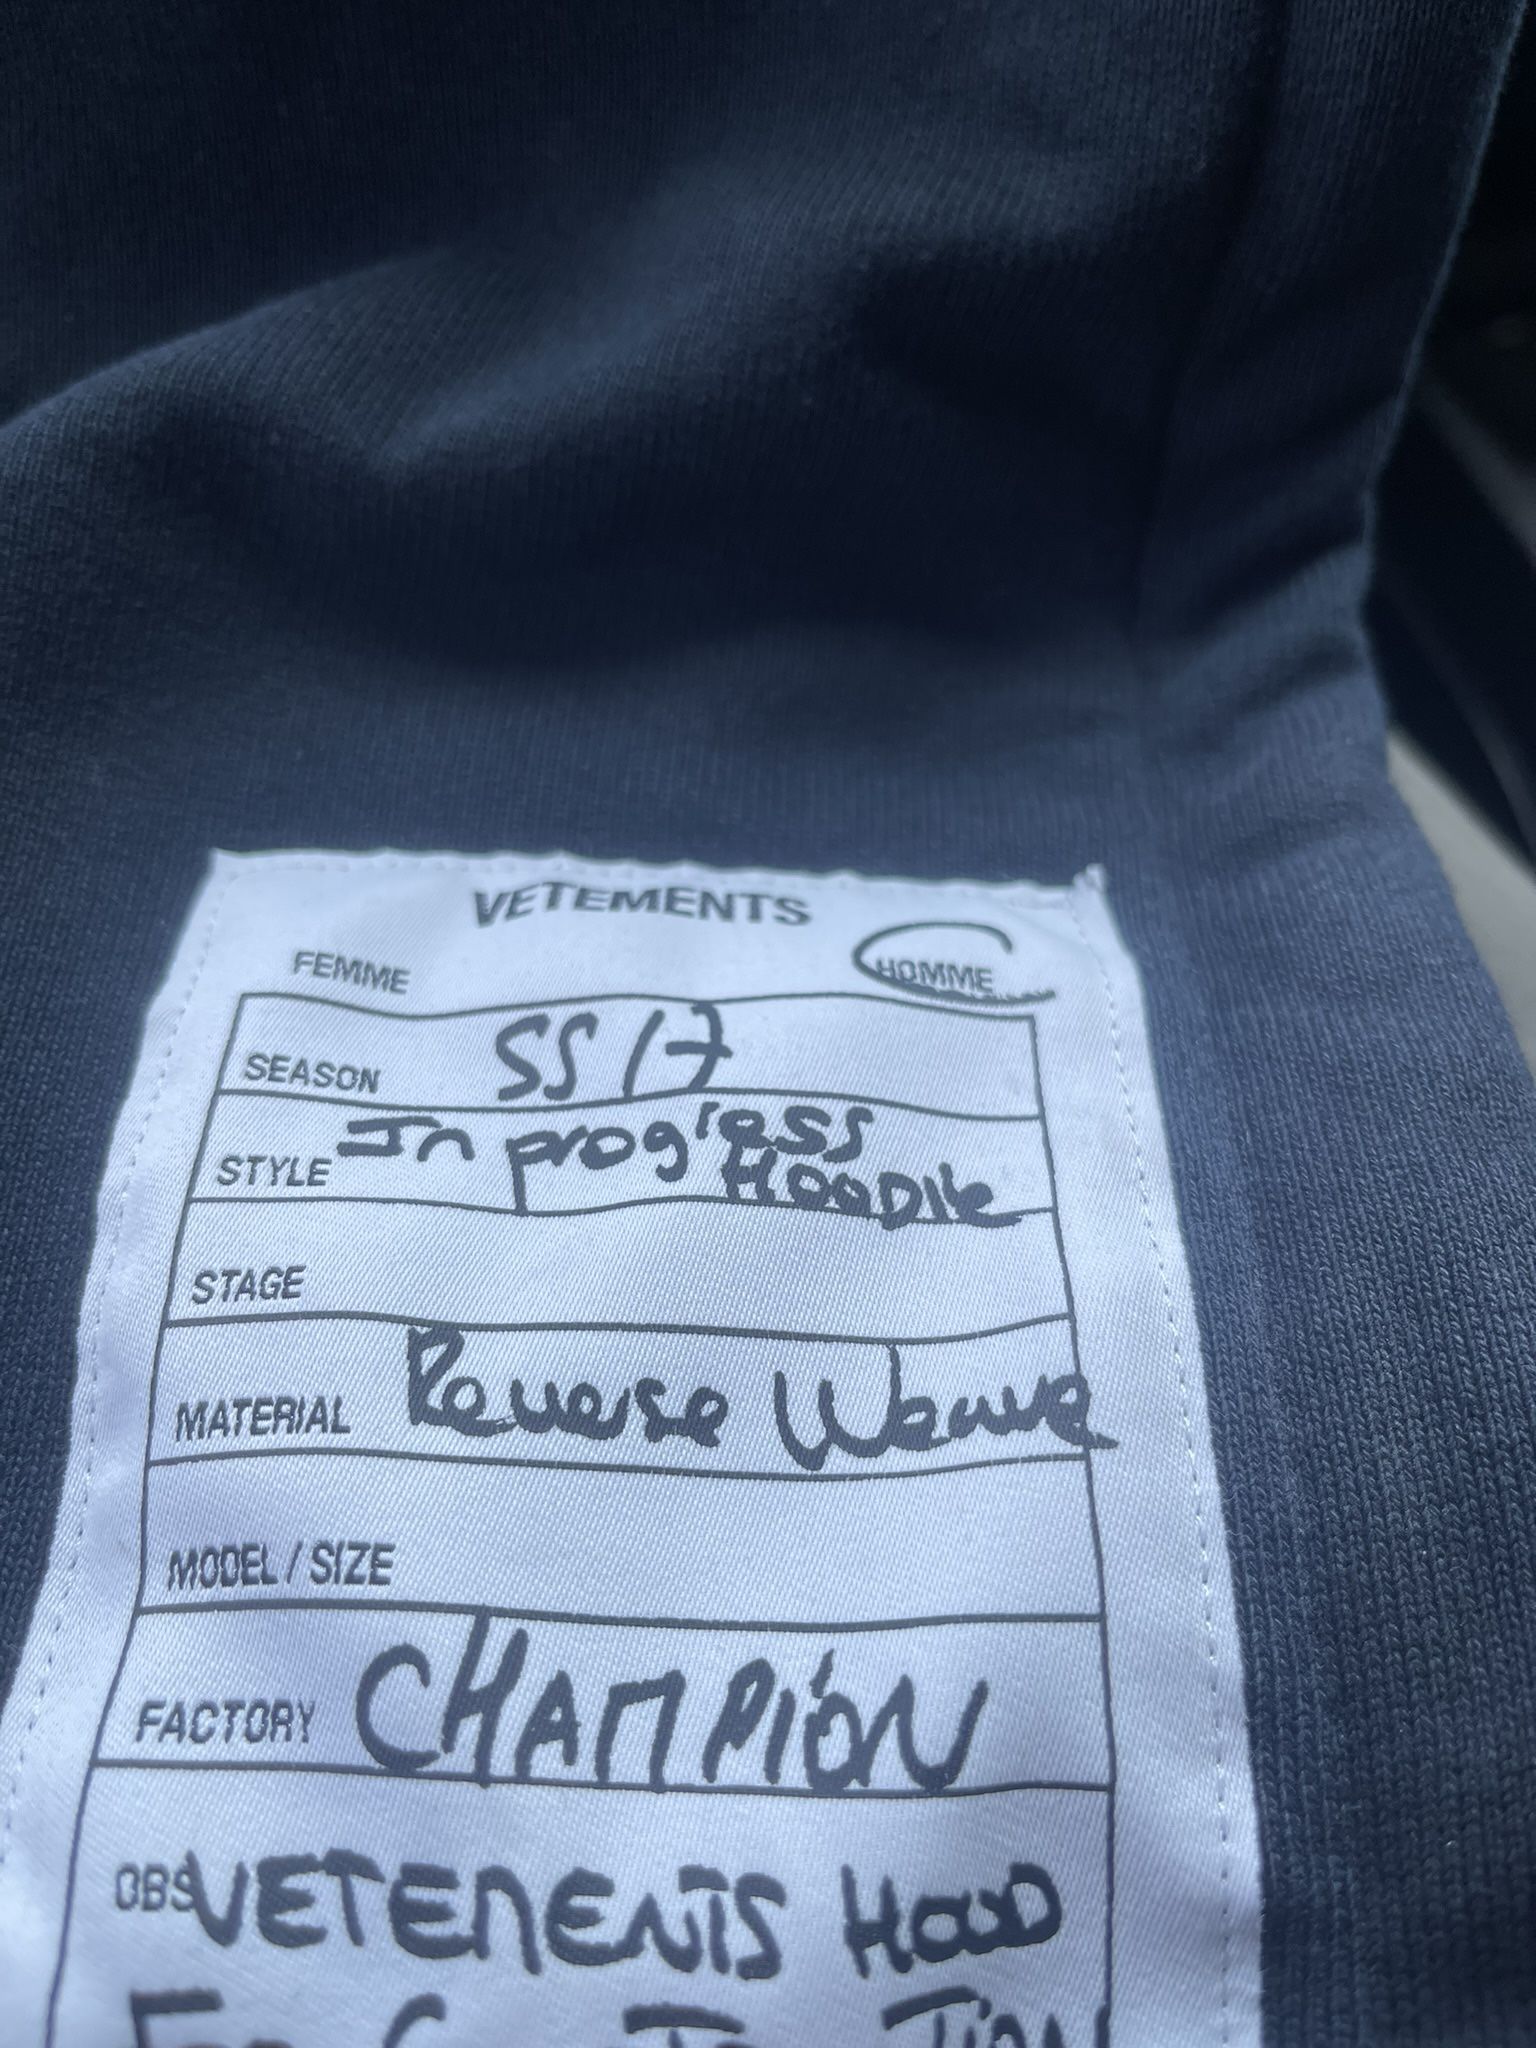 VETEMENTS
FEMME HOMME
SEASON SS17
STYLE In progress
HOODIE
STAGE
MATERIAL Reverse Weave
MODEL / SIZE
FACTORY CHAMPION
OBS VETEMENTS HOOD